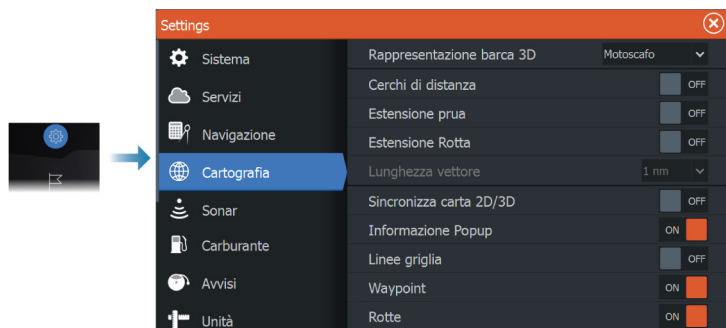 Settings
Sistema
Servizi
Navigazione
Cartografia
Sonar
Carburante
Avvisi
Unità
Rappresentazione barca 3D Motoscafo
Cerchi di distanza OFF
Estensione prua OFF
Estensione Rotta OFF
Lunghezza vettore 1 nm
Sincronizza carta 2D/3D OFF
Informazione Popup ON
Linee griglia OFF
Waypoint ON
Rotte ON